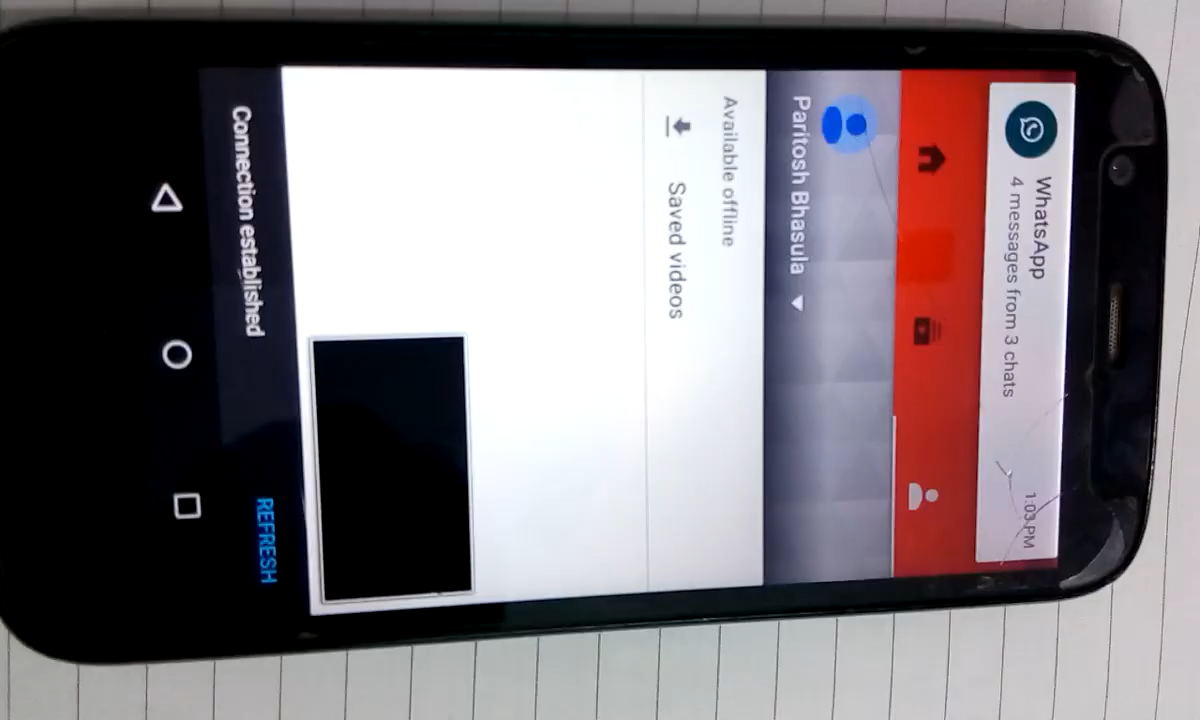 WhatsApp
4 messages from 3 chats
1:03 PM
Paritosh Bhasula
Available offline
Saved videos
Connection established
REFRESH